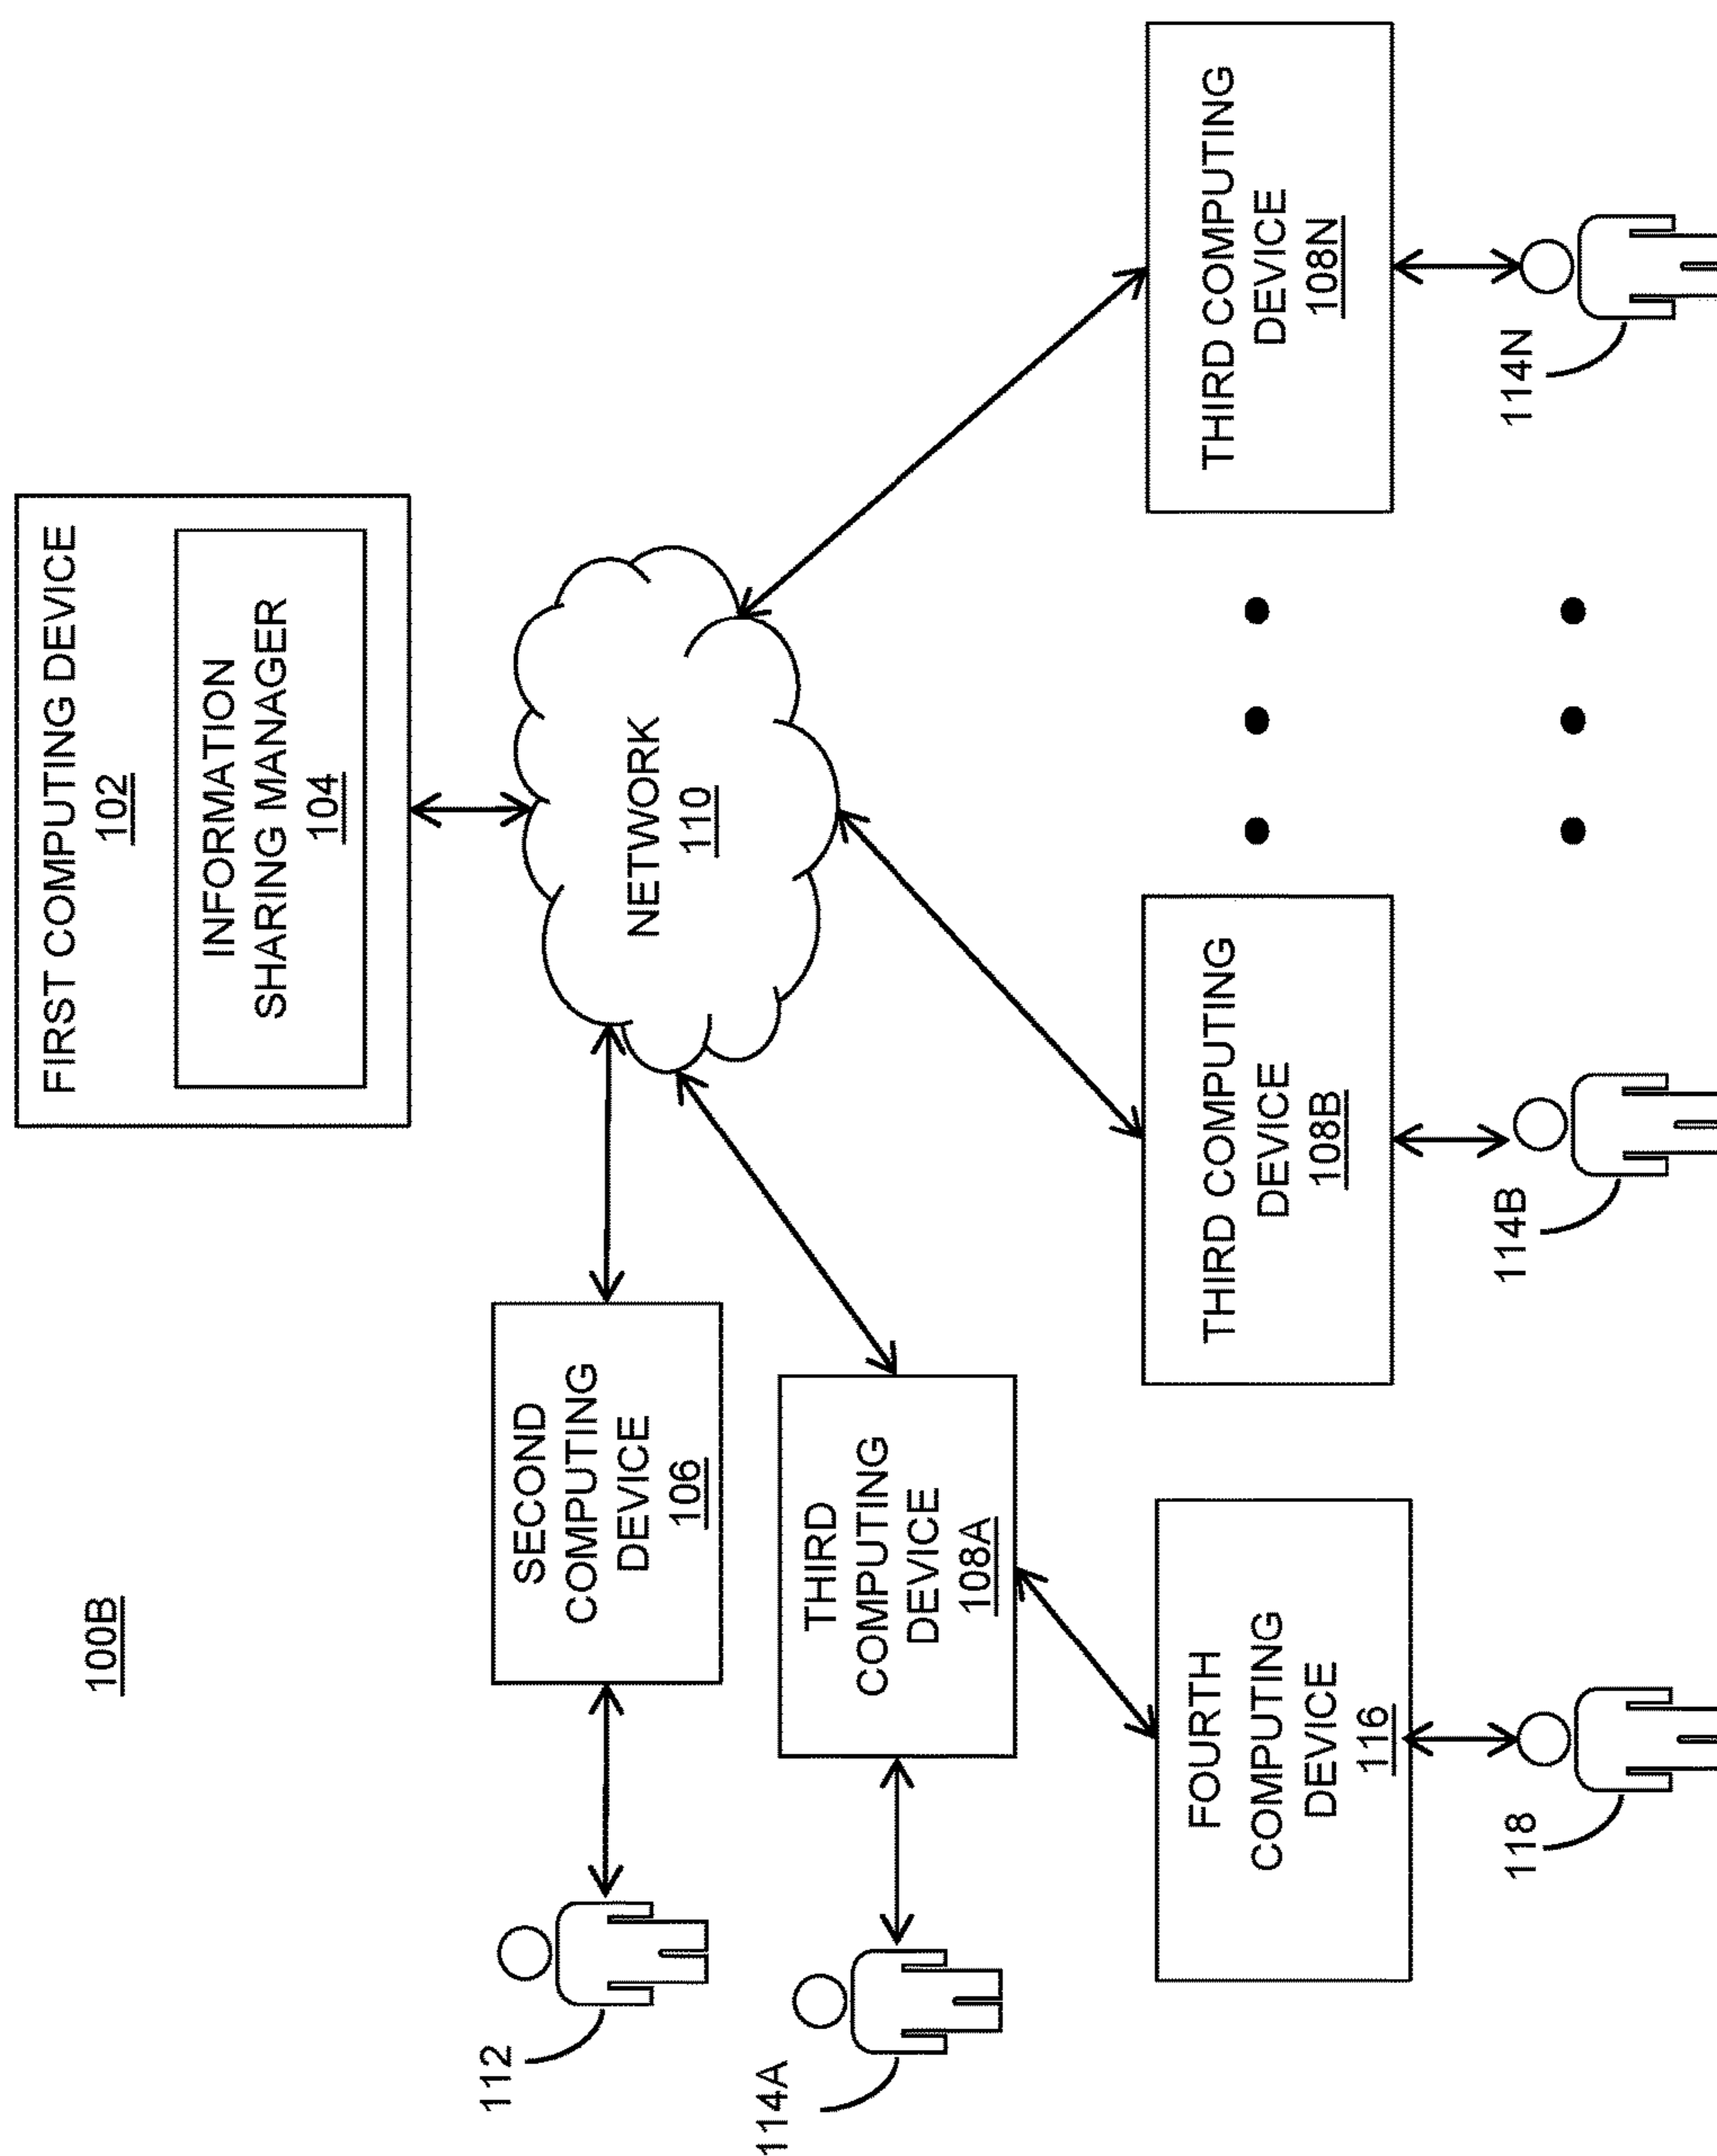 100B
FIRST COMPUTING DEVICE
102
INFORMATION
SHARING MANAGER
104
NETWORK
110
SECOND
COMPUTING
DEVICE
106
112
THIRD
COMPUTING
DEVICE
108A
114A
FOURTH
COMPUTING
DEVICE
116
118
THIRD COMPUTING
DEVICE
108B
114B
THIRD COMPUTING
DEVICE
108N
114N